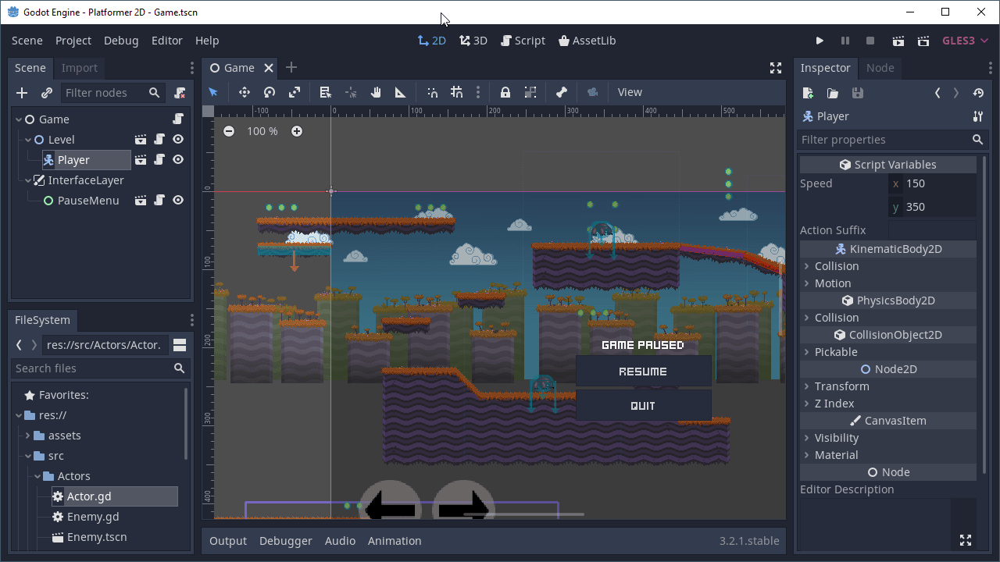 Godot Engine - Platformer 2D - Game.tscn
Scene Project Debug Editor Help
2D 3D Script AssetLib
GLES3
Scene Import
Filter nodes
Game
Level
Player
InterfaceLayer
PauseMenu
FileSystem
res://src/Actors/Actor.
Search files
Favorites:
res://
assets
src
Actors
Actor.gd
Enemy.gd
Enemy.tscn
Game
View
-100 0 100 200 300 400 500
100 %
0
100
200
300
400
GAME PAUSED
RESUME
QUIT
Output Debugger Audio Animation
3.2.1.stable
Inspector Node
Player
Filter properties
Script Variables
Speed x 150
y 350
Action Suffix
KinematicBody2D
Collision
Motion
PhysicsBody2D
Collision
CollisionObject2D
Pickable
Node2D
Transform
Z Index
CanvasItem
Visibility
Material
Node
Editor Description